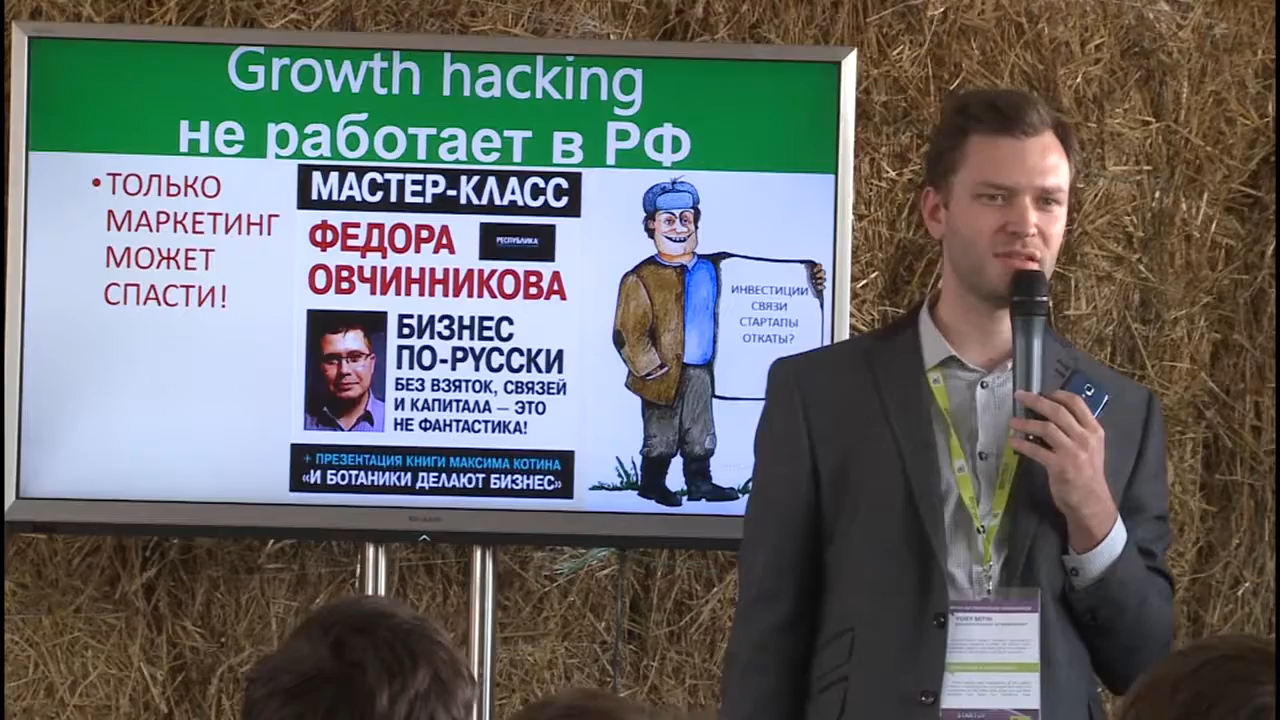 Growth hacking
не работает в РФ
•ТОЛЬКО
МАРКЕТИНГ
МОЖЕТ
СПАСТИ!
МАСТЕР-КЛАСС
ФЕДОРА
РЕСПУБЛИКА
ОВЧИННИКОВА
БИЗНЕС
ПО-РУССКИ
БЕЗ ВЗЯТОК, СВЯЗЕЙ
И КАПИТАЛА – ЭТО
НЕ ФАНТАСТИКА!
+ ПРЕЗЕНТАЦИЯ КНИГИ МАКСИМА КОТИНА
«И БОТАНИКИ ДЕЛАЮТ БИЗНЕС»
ИНВЕСТИЦИИ
СВЯЗИ
СТАРТАПЫ
ОТКАТЫ?